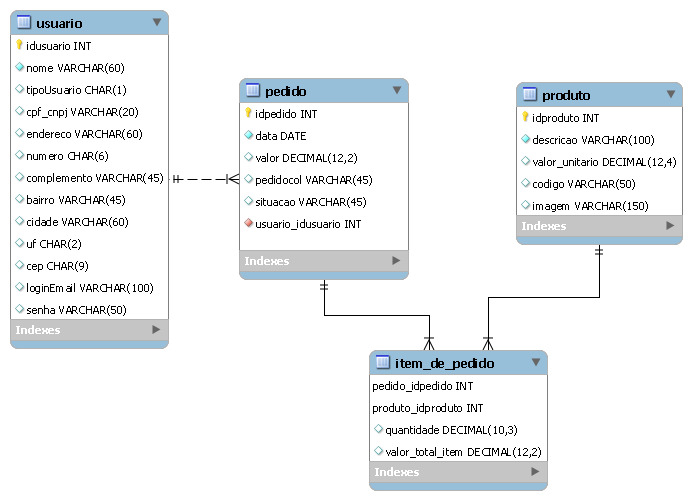 usuario
idusuario INT
nome VARCHAR(60)
tipoUsuario CHAR(1)
cpf_cnpj VARCHAR(20)
endereco VARCHAR(60)
numero CHAR(6)
complemento VARCHAR(45)
bairro VARCHAR(45)
cidade VARCHAR(60)
uf CHAR(2)
cep CHAR(9)
loginEmail VARCHAR(100)
senha VARCHAR(50)
Indexes
pedido
idpedido INT
data DATE
valor DECIMAL(12,2)
pedidocol VARCHAR(45)
situacao VARCHAR(45)
usuario_idusuario INT
Indexes
produto
idproduto INT
descricao VARCHAR(100)
valor_unitario DECIMAL(12,4)
codigo VARCHAR(50)
imagem VARCHAR(150)
Indexes
item_de_pedido
pedido_idpedido INT
produto_idproduto INT
quantidade DECIMAL(10,3)
valor_total_item DECIMAL(12,2)
Indexes